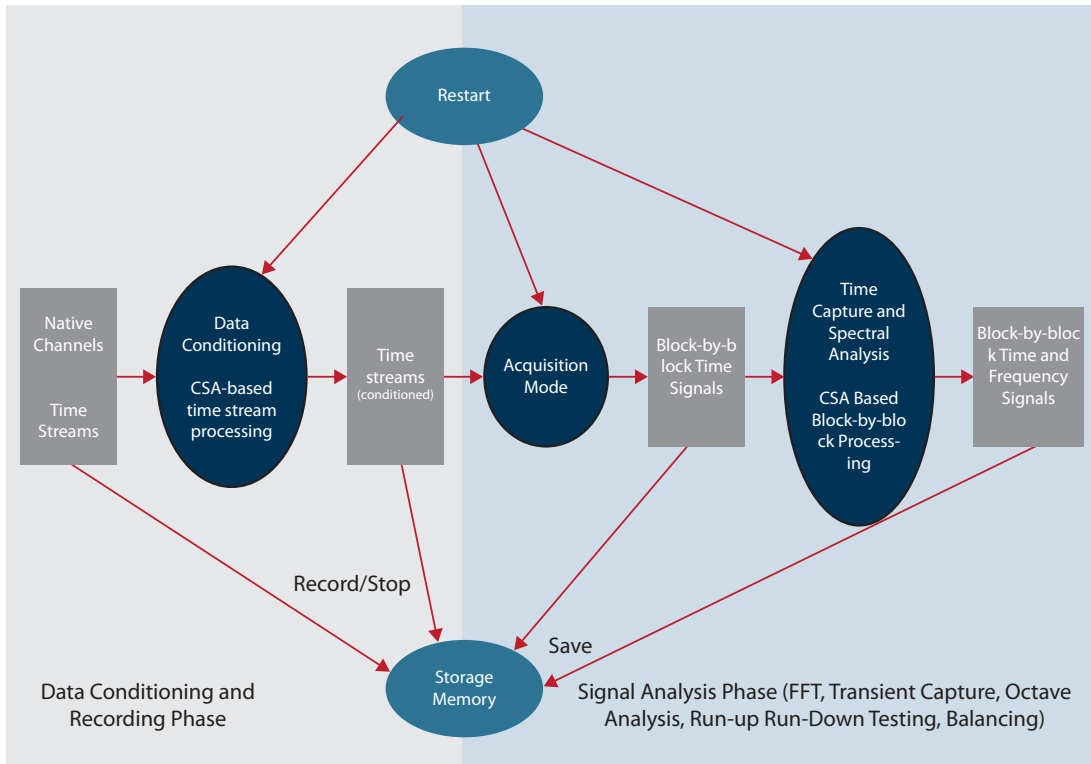 Restart
Native
Channels
Time
Streams
Data
Conditioning
CSA-based
time stream
processing
Time
streams
(conditioned)
Acquisition
Mode
Block-by-b
lock Time
Signals
Time
Capture and
Spectral
Analysis
CSA Based
Block-by-blo
ck Process-
ing
Block-by-bloc
k Time and
Frequency
Signals
Record/Stop
Save
Storage
Memory
Data Conditioning and
Recording Phase
Signal Analysis Phase (FFT, Transient Capture, Octave
Analysis, Run-up Run-Down Testing, Balancing)